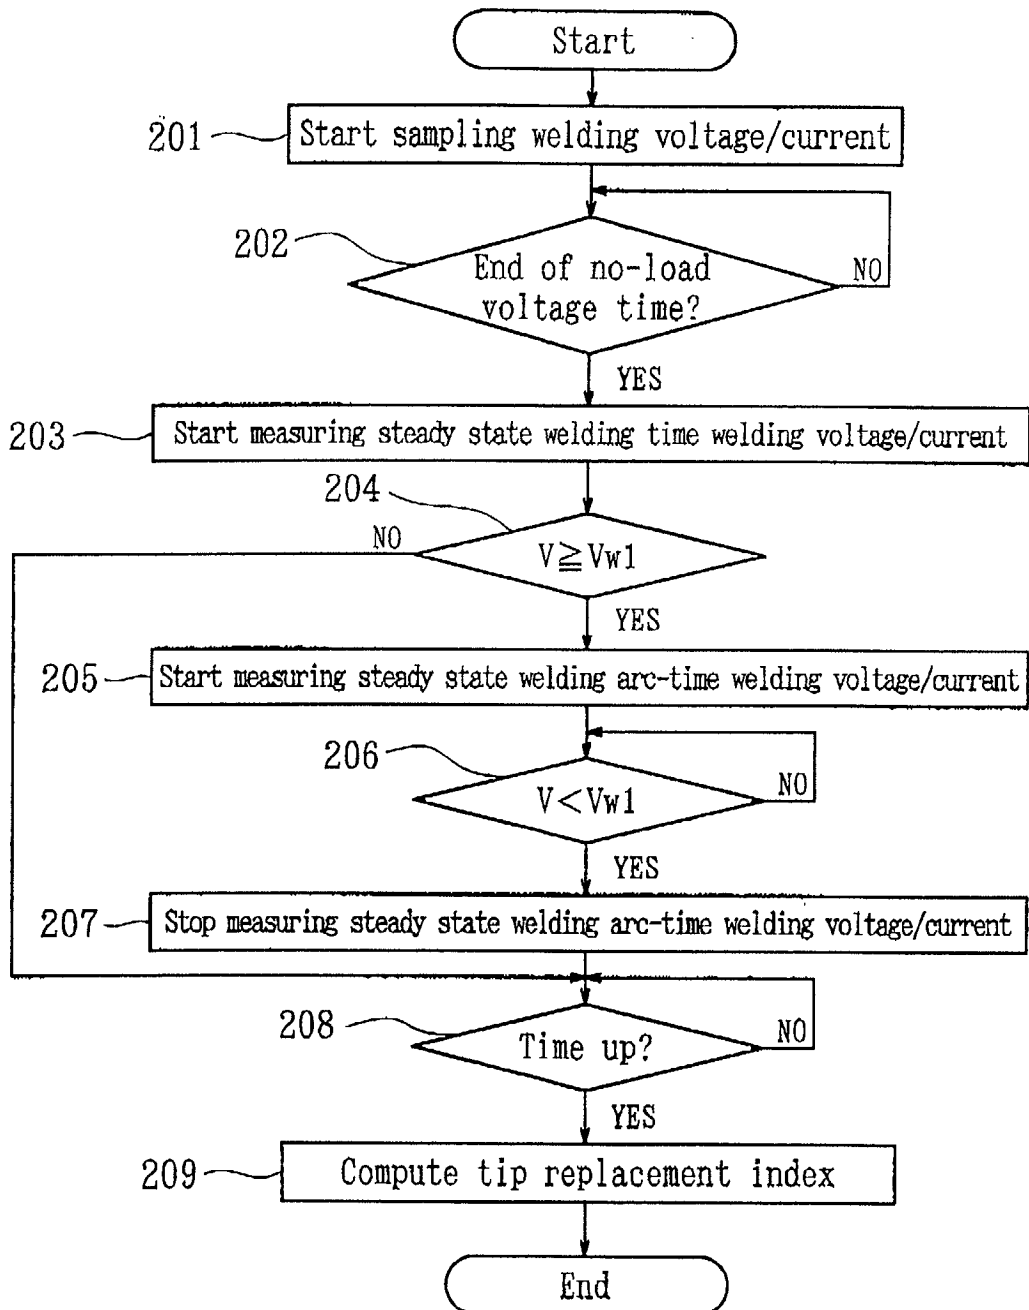 Start
201
Start sampling welding voltage/current
202
End of no-load
voltage time?
NO
YES
203
Start measuring steady state welding time welding voltage/current
204
NO
V≧Vw1
YES
205
Start measuring steady state welding arc-time welding voltage/current
206
V<Vw1
NO
YES
207
Stop measuring steady state welding arc-time welding voltage/current
208
Time up?
NO
YES
209
Compute tip replacement index
End